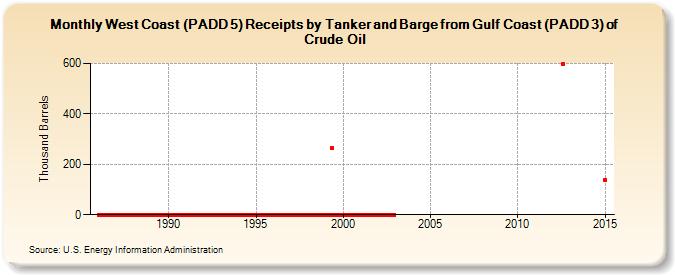 Monthly West Coast (PADD 5) Receipts by Tanker and Barge from Gulf Coast (PADD 3) of
Crude Oil
Thousand Barrels
600
400
200
0
1990 1995 2000 2005 2010 2015
Source: U.S. Energy Information Administration